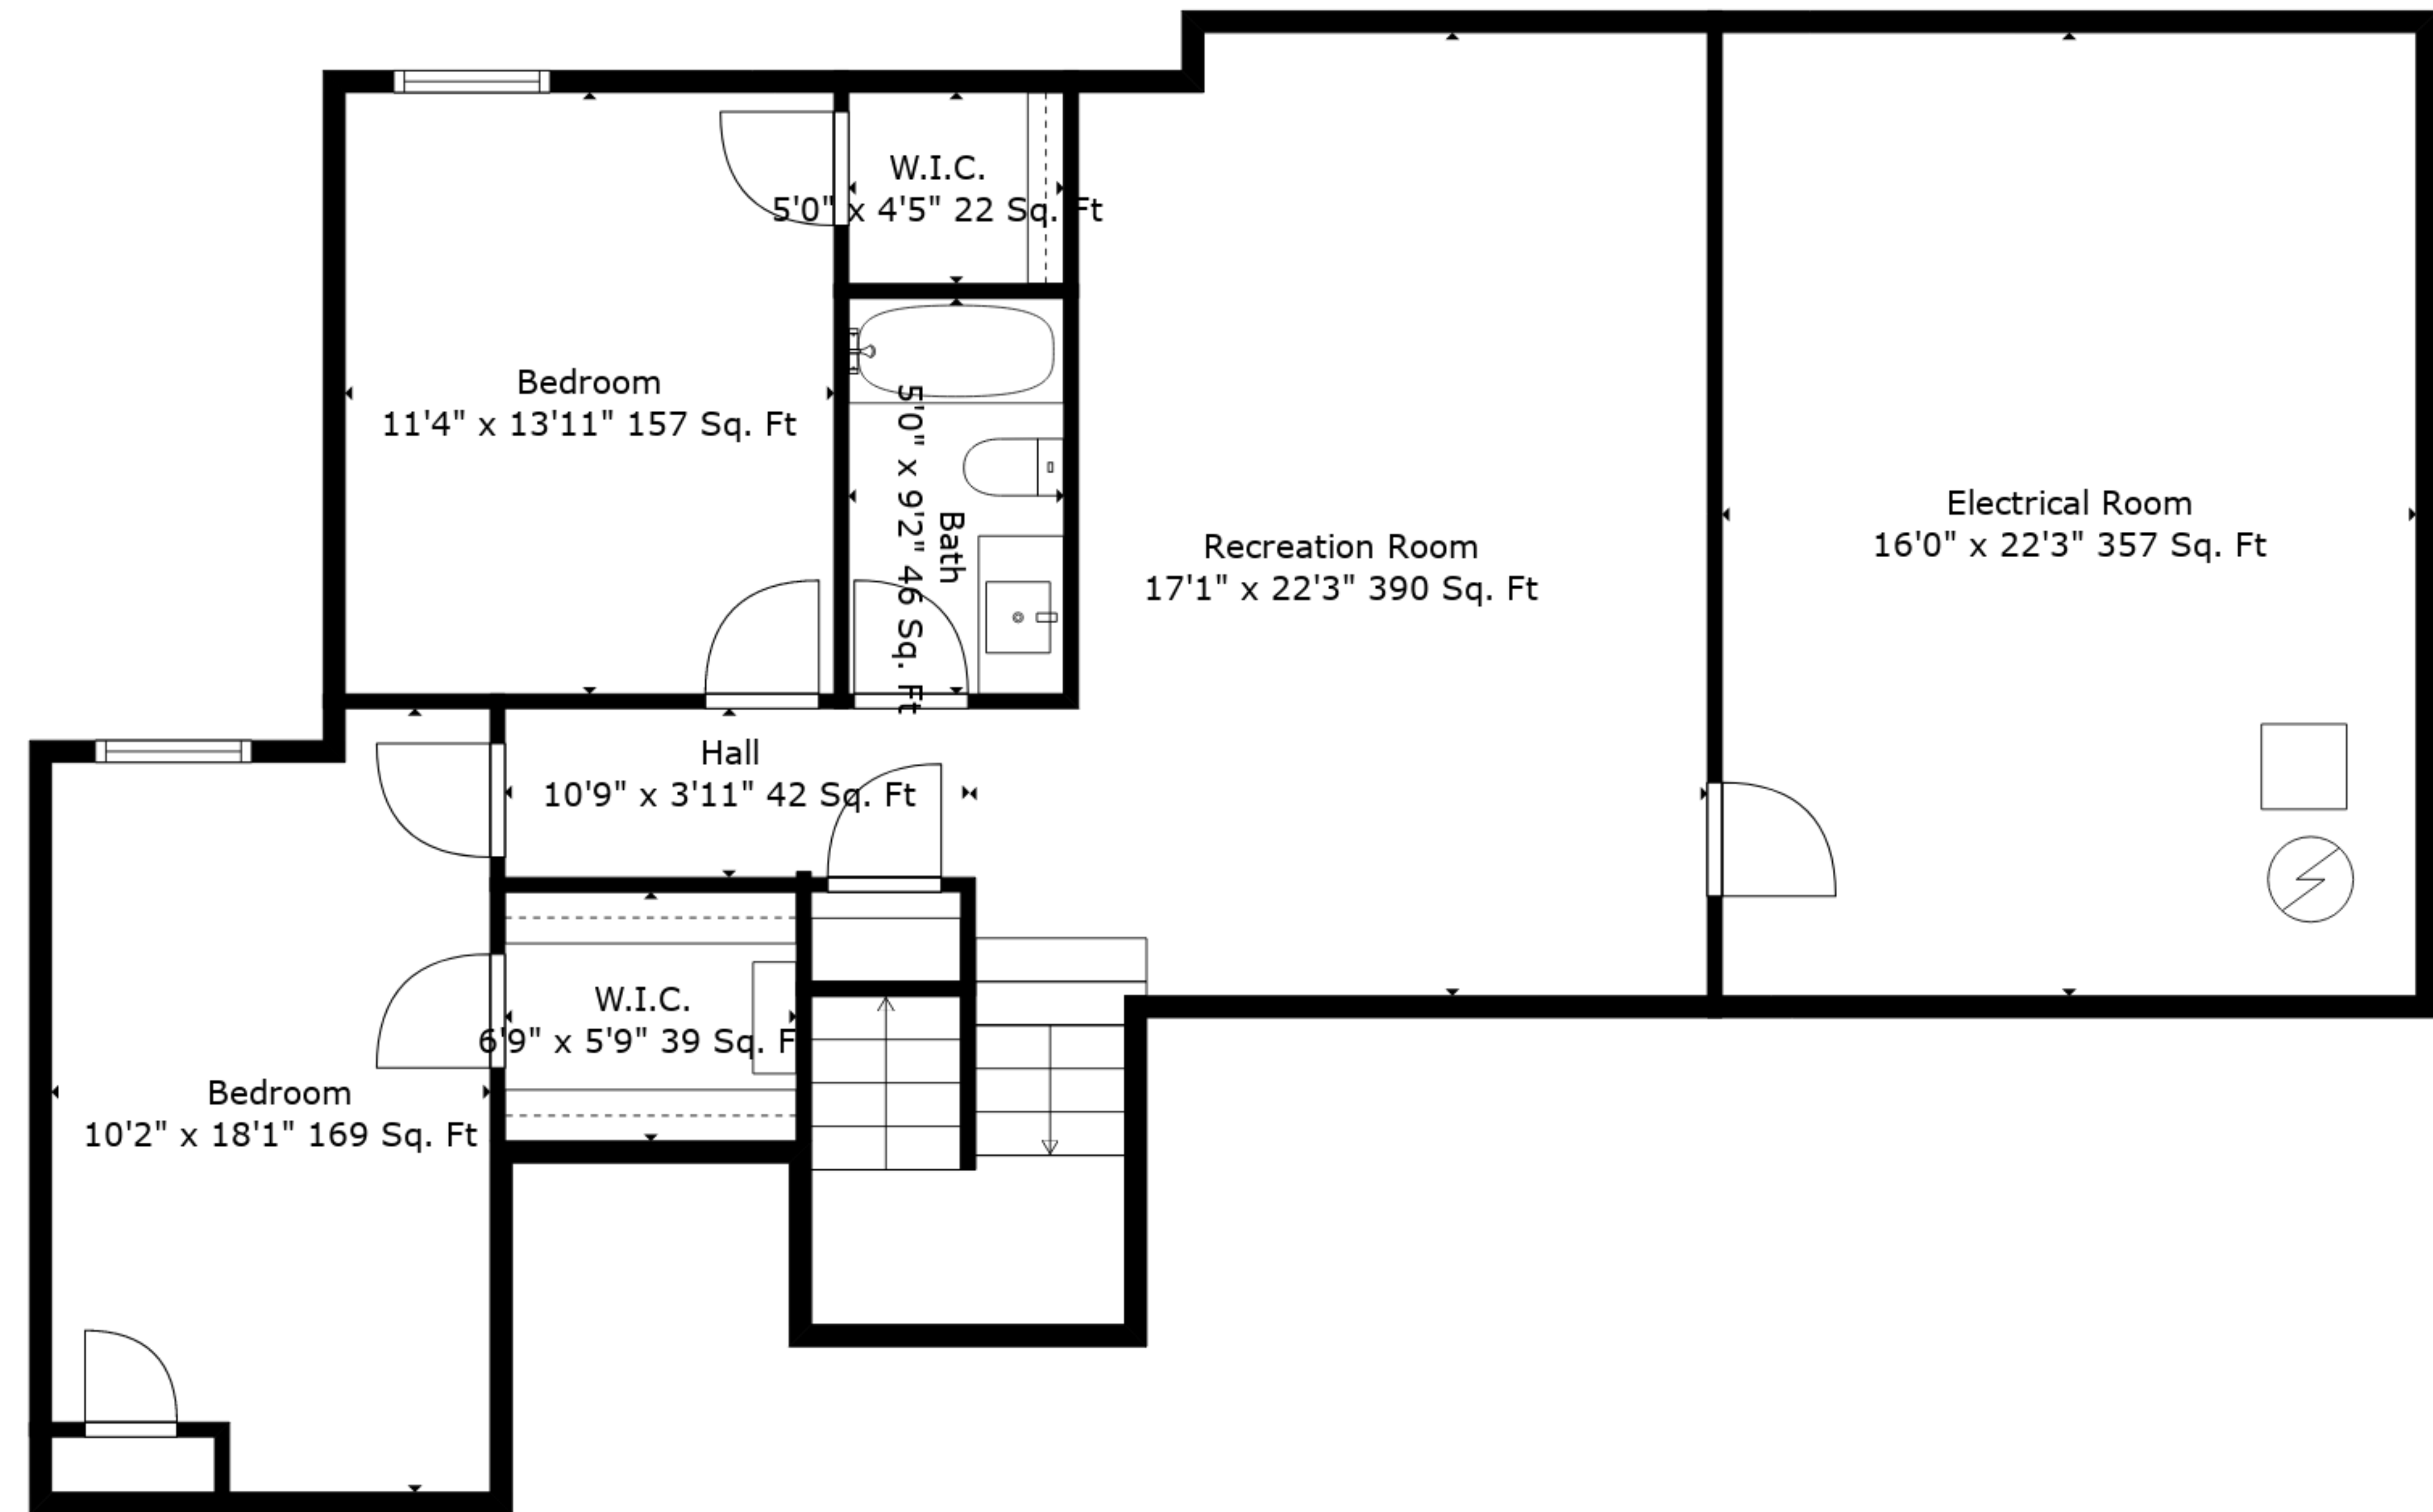 W.I.C.
5'0" x 4'5" 22 Sq. Ft
Bedroom
11'4" x 13'11" 157 Sq. Ft
Bath
5'0" x 9'2" 46 Sq. Ft
Recreation Room
17'1" x 22'3" 390 Sq. Ft
Electrical Room
16'0" x 22'3" 357 Sq. Ft
Hall
10'9" x 3'11" 42 Sq. Ft
W.I.C.
6'9" x 5'9" 39 Sq. F
Bedroom
10'2" x 18'1" 169 Sq. Ft